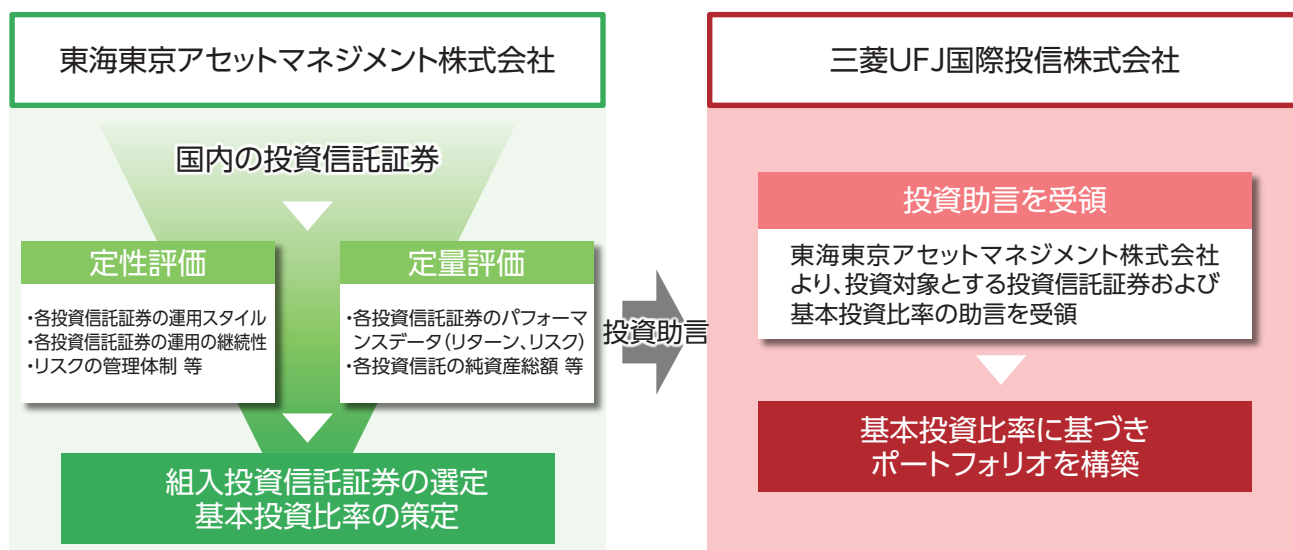 東海東京アセットマネジメント株式会社
国内の投資信託証券
定性評価
・各投資信託証券の運用スタイル
・各投資信託証券の運用の継続性
・リスクの管理体制 等
定量評価
・各投資信託証券のパフォーマ
ンスデータ(リターン、リスク)
・各投資信託の純資産総額 等
組入投資信託証券の選定
基本投資比率の策定
投資助言
三菱UFJ国際投信株式会社
投資助言を受領
東海東京アセットマネジメント株式会社
より、投資対象とする投資信託証券および
基本投資比率の助言を受領
基本投資比率に基づき
ポートフォリオを構築